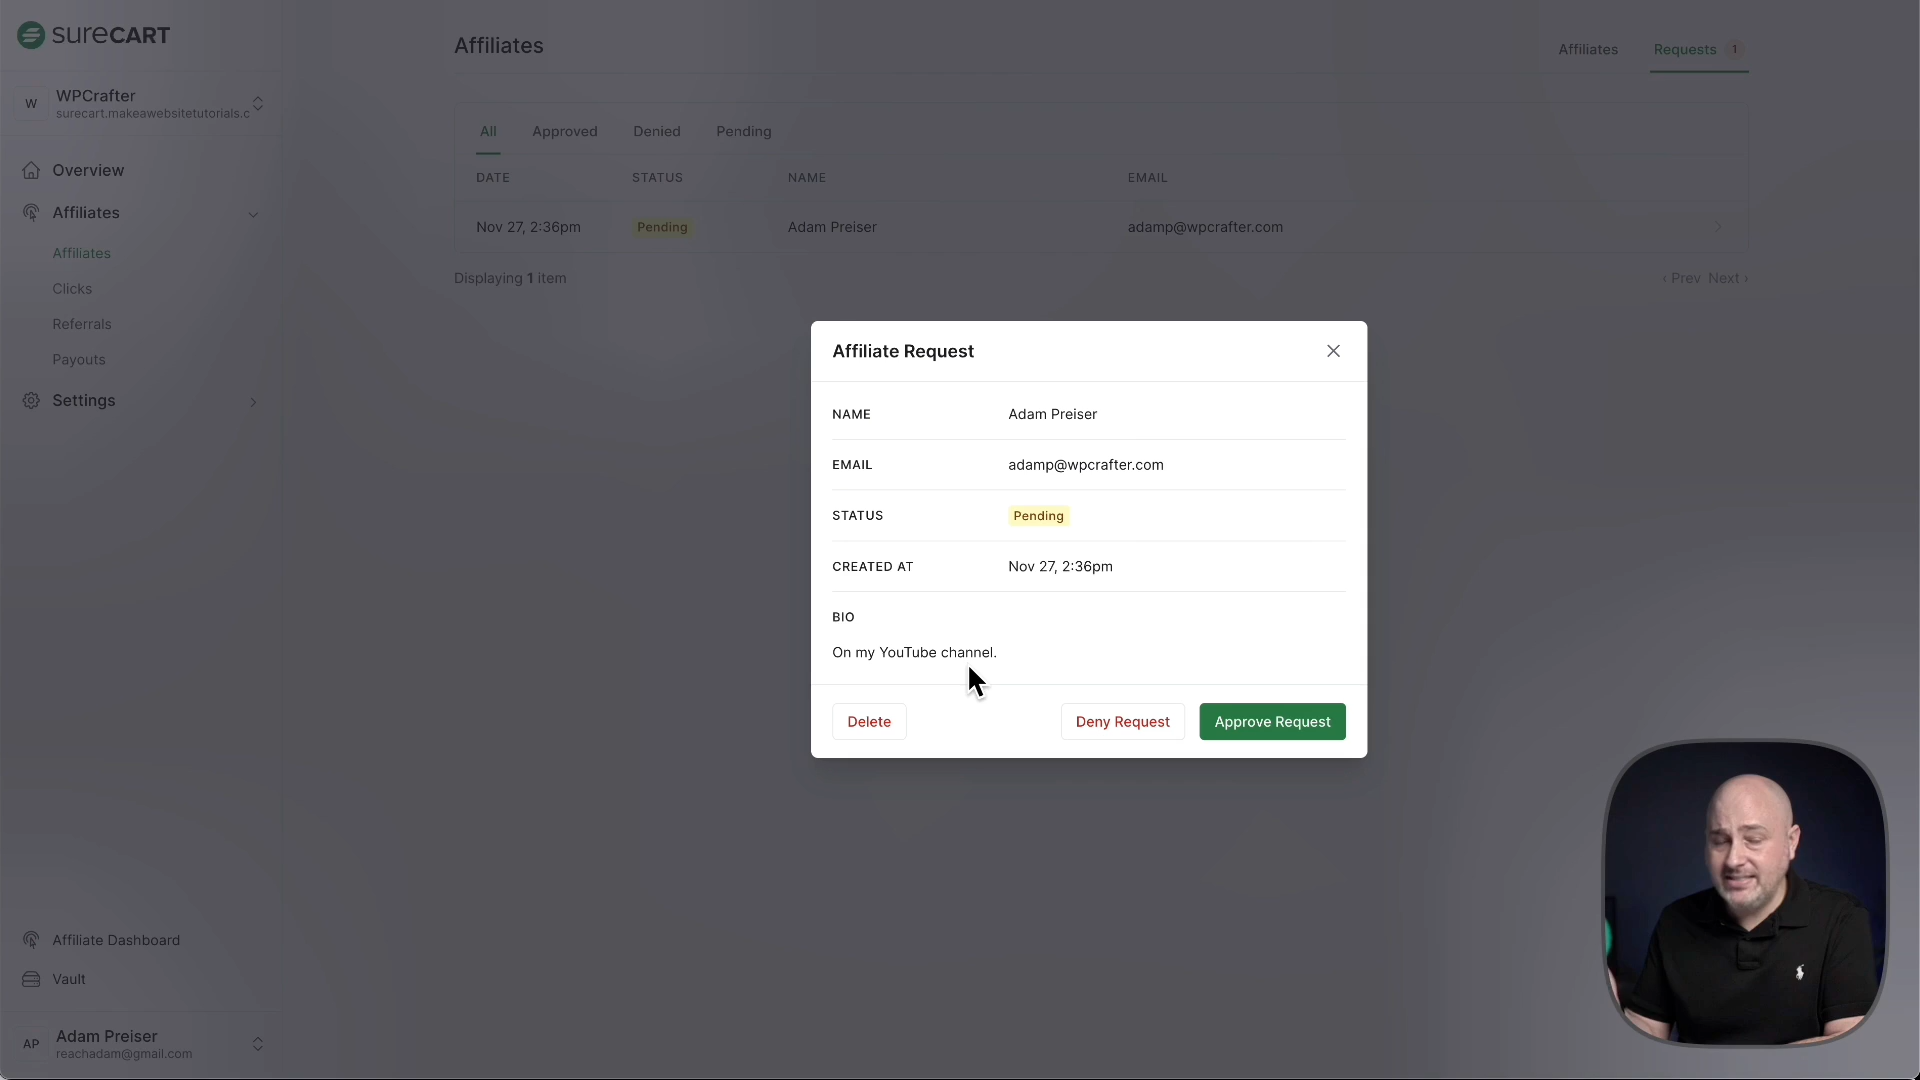 sureCART
W
WPCrafter
surecart.makeawebsitetutorials.c
Overview
Affiliates
Affiliates
Clicks
Referrals
Payouts
Settings
Affiliate Dashboard
Vault
AP
Adam Preiser
reachadam@gmail.com
Affiliates
Affiliates
Requests 1
All Approved Denied Pending
DATE STATUS NAME EMAIL
Nov 27, 2:36pm Pending Adam Preiser adamp@wpcrafter.com
Displaying 1 item
‹ Prev Next ›
Affiliate Request
NAME Adam Preiser
EMAIL adamp@wpcrafter.com
STATUS Pending
CREATED AT Nov 27, 2:36pm
BIO
On my YouTube channel.
Delete Deny Request Approve Request